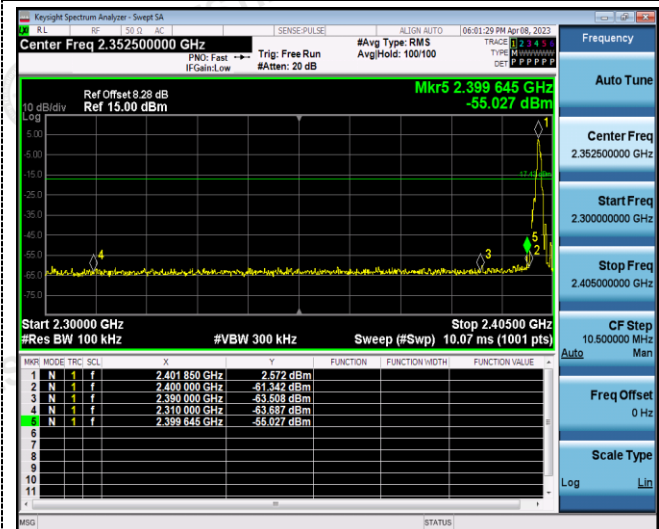 Keysight Spectrum Analyzer - Swept SA
RL RF 50 Ω AC SENSE:PULSE ALIGN AUTO 06:01:29 PM Apr 08, 2023
Center Freq 2.352500000 GHz
PNO: Fast
IFGain:Low
Trig: Free Run
#Atten: 20 dB
#Avg Type: RMS
Avg|Hold: 100/100
TRACE 1 2 3 4 5 6
TYPE M
DET P P P P P P
Ref Offset 8.28 dB
10 dB/div Ref 15.00 dBm
Log
Mkr5 2.399 645 GHz
-55.027 dBm
5.00
-5.00
-15.0
-25.0
-35.0
-45.0
-55.0
-65.0
-75.0
1
5
2
3
4
Start 2.30000 GHz Stop 2.40500 GHz
#Res BW 100 kHz #VBW 300 kHz Sweep (#Swp) 10.07 ms (1001 pts)
MKR MODE TRC SCL X Y FUNCTION FUNCTION WIDTH FUNCTION VALUE
1 N 1 f 2.401 850 GHz 2.572 dBm
2 N 1 f 2.400 000 GHz -61.342 dBm
3 N 1 f 2.390 000 GHz -63.508 dBm
4 N 1 f 2.310 000 GHz -63.687 dBm
5 N 1 f 2.399 645 GHz -55.027 dBm
6
7
8
9
10
11
MSG STATUS
Frequency
Auto Tune
Center Freq
2.352500000 GHz
Start Freq
2.300000000 GHz
Stop Freq
2.405000000 GHz
CF Step
10.500000 MHz
Auto Man
Freq Offset
0 Hz
Scale Type
Log Lin